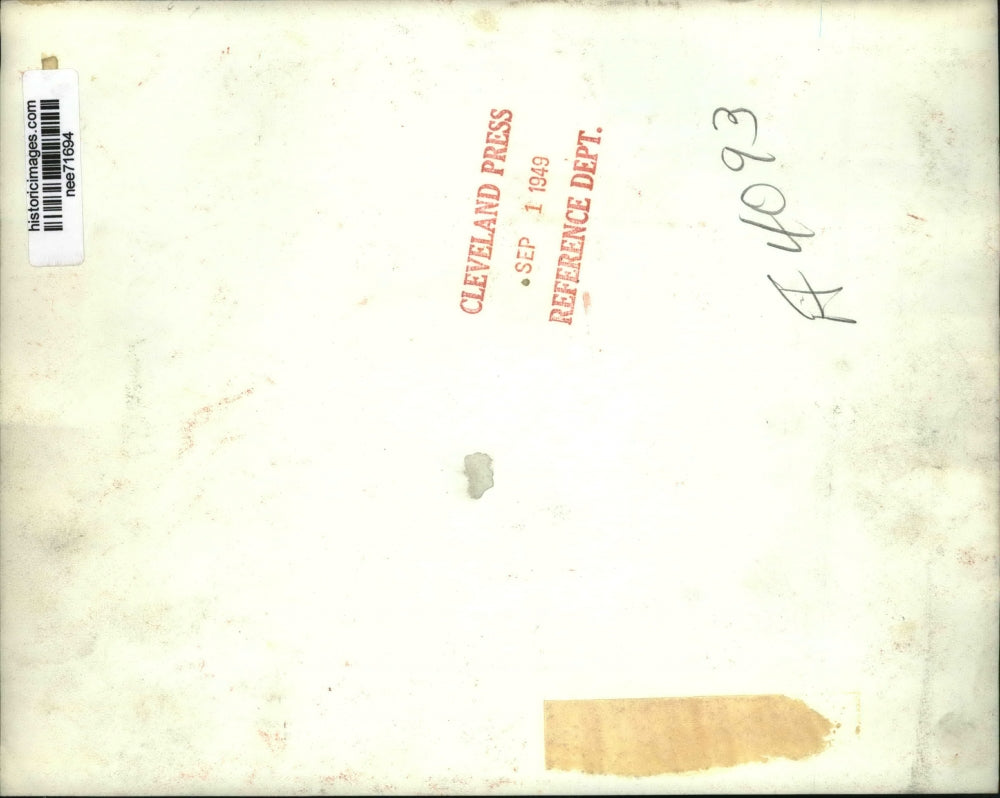 historicimages.com
nee71694
CLEVELAND PRESS
SEP 1 1949
REFERENCE DEPT.
A 4093